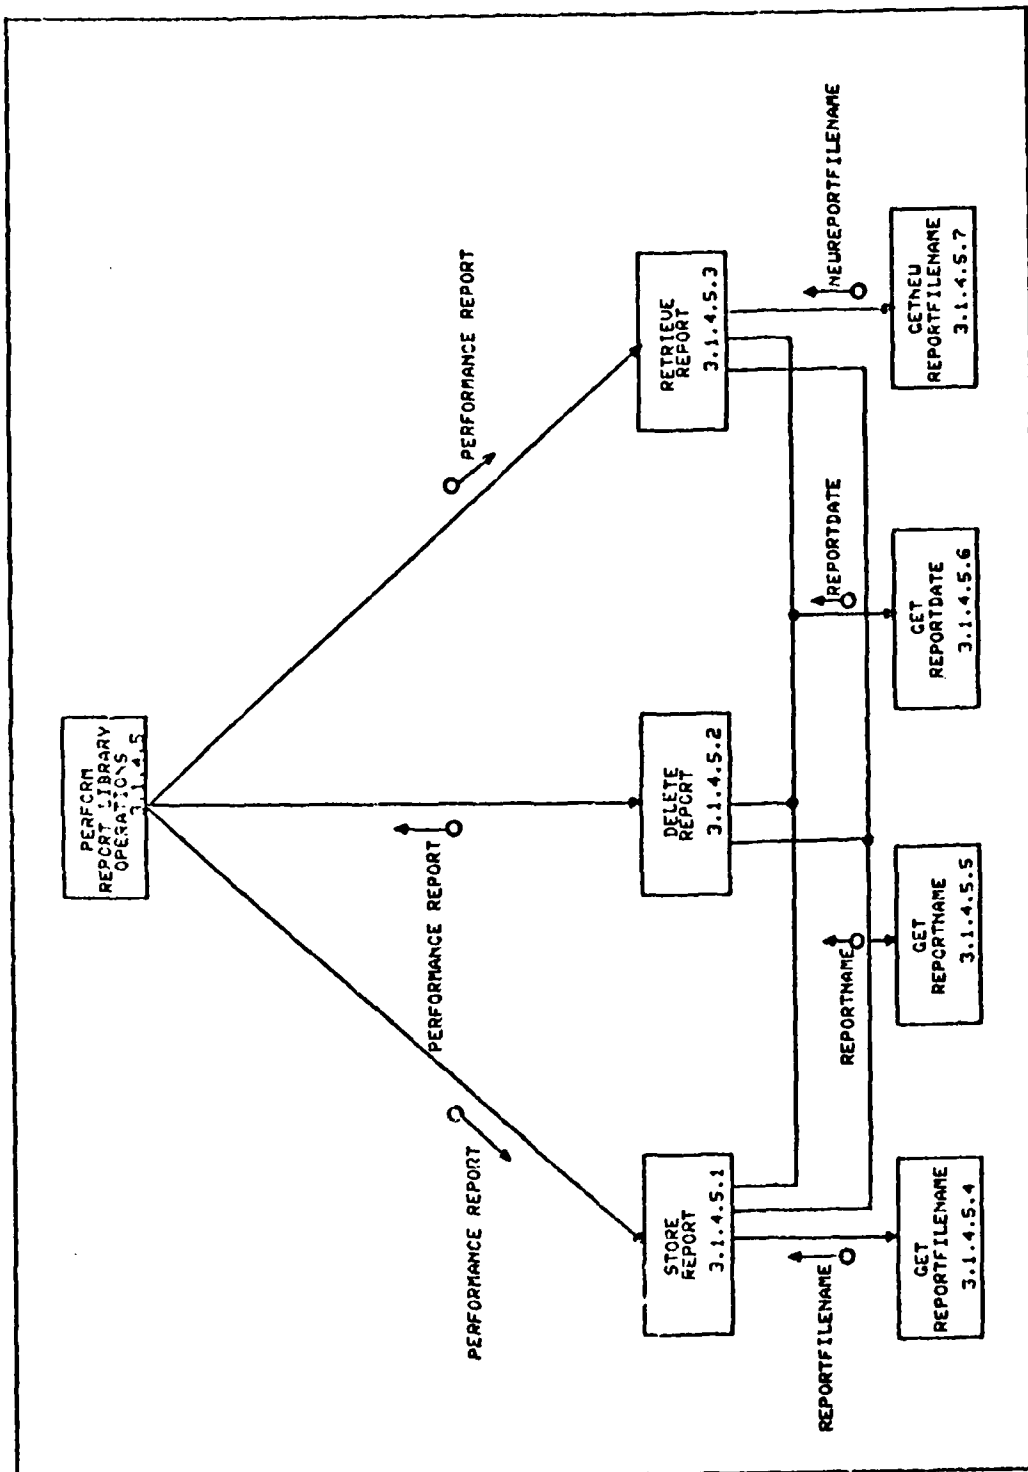 PERFORM
REPORT LIBRARY
OPERATIONS
3.1.4.5
PERFORMANCE REPORT
PERFORMANCE REPORT
PERFORMANCE REPORT
STORE
REPORT
3.1.4.5.1
DELETE
REPORT
3.1.4.5.2
RETRIEVE
REPORT
3.1.4.5.3
REPORTFILENAME
REPORTNAME
REPORTDATE
NEWREPORTFILENAME
GET
REPORTFILENAME
3.1.4.5.4
GET
REPORTNAME
3.1.4.5.5
GET
REPORTDATE
3.1.4.5.6
GETNEW
REPORTFILENAME
3.1.4.5.7